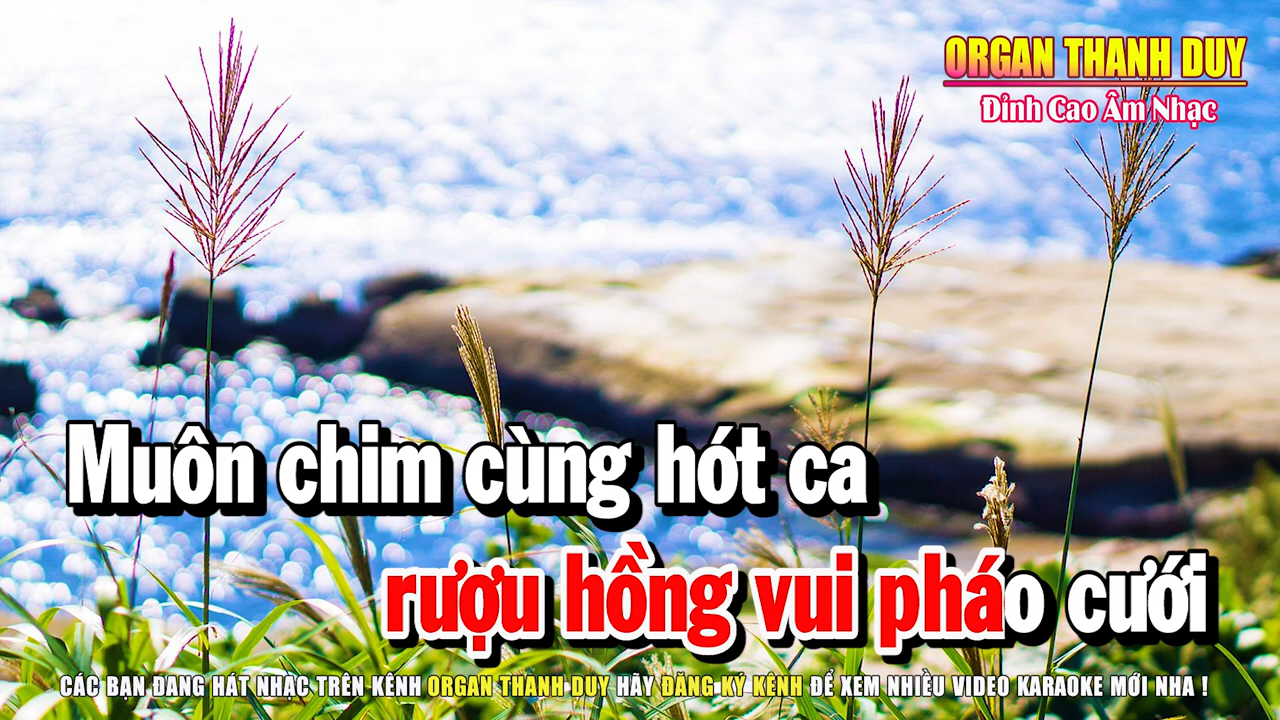 ORGAN THANH DUY
Đỉnh Cao Âm Nhạc
Muôn chim cùng hót ca
rượu hồng vui pháo cưới
CÁC BẠN ĐANG HÁT NHẠC TRÊN KÊNH ORGAN THANH DUY HÃY ĐĂNG KÝ KÊNH ĐỂ XEM NHIỀU VIDEO KARAOKE MỚI NHA !